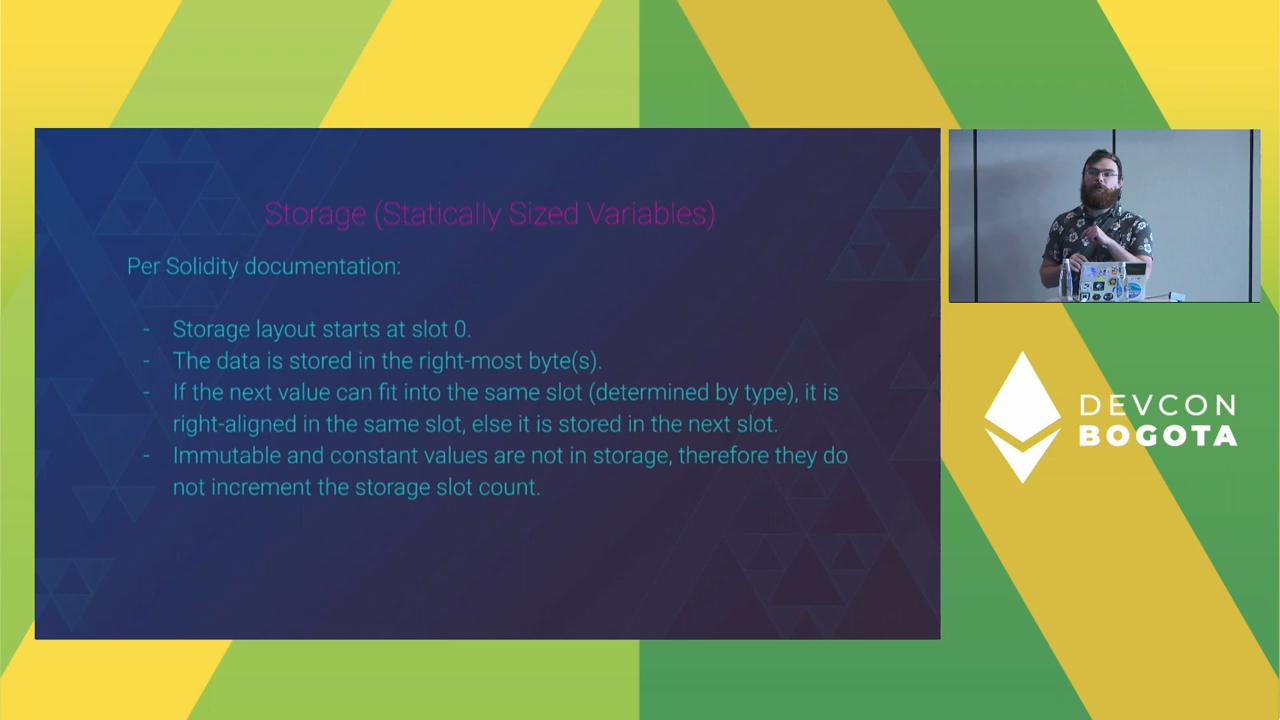 Storage (Statically Sized Variables)
Per Solidity documentation:
- Storage layout starts at slot 0.
- The data is stored in the right-most byte(s).
- If the next value can fit into the same slot (determined by type), it is
right-aligned in the same slot, else it is stored in the next slot.
- Immutable and constant values are not in storage, therefore they do
not increment the storage slot count.
DEVCON
BOGOTA